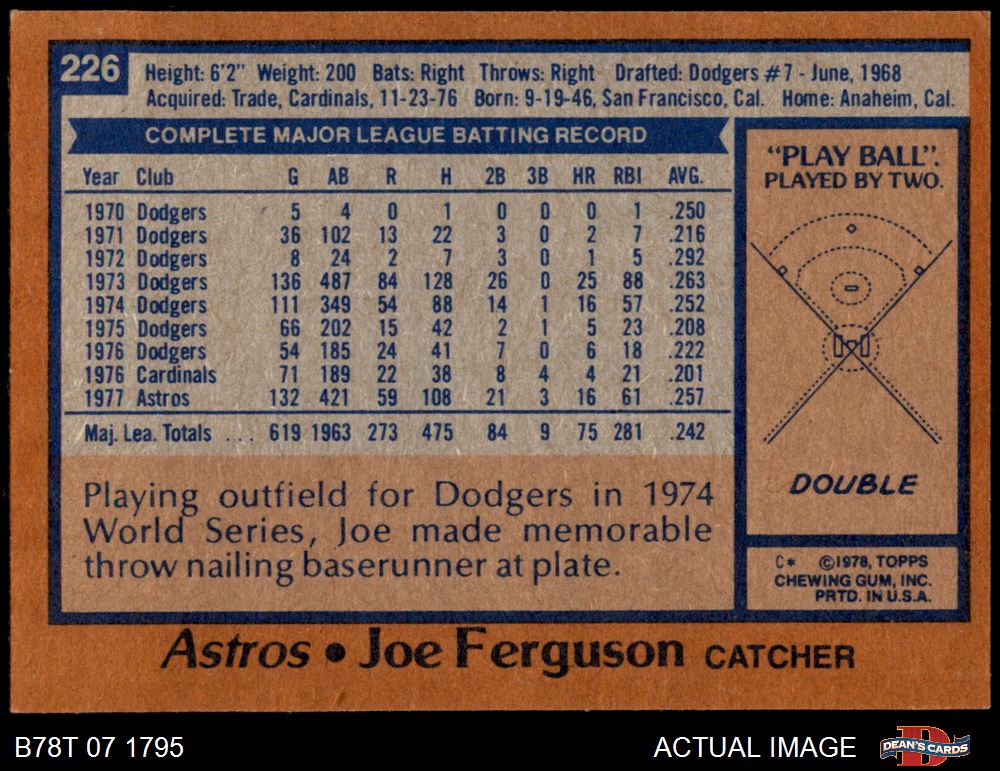 226
Height: 6'2" Weight: 200 Bats: Right Throws: Right Drafted: Dodgers #7 - June, 1968
Acquired: Trade, Cardinals, 11-23-76 Born: 9-19-46, San Francisco, Cal. Home: Anaheim, Cal.
COMPLETE MAJOR LEAGUE BATTING RECORD
Year Club G AB R H 2B 3B HR RBI AVG.
1970 Dodgers 5 4 0 1 0 0 0 1 .250
1971 Dodgers 36 102 13 22 3 0 2 7 .216
1972 Dodgers 8 24 2 7 3 0 1 5 .292
1973 Dodgers 136 487 84 128 26 0 25 88 .263
1974 Dodgers 111 349 54 88 14 1 16 57 .252
1975 Dodgers 66 202 15 42 2 1 5 23 .208
1976 Dodgers 54 185 24 41 7 0 6 18 .222
1976 Cardinals 71 189 22 38 8 4 4 21 .201
1977 Astros 132 421 59 108 21 3 16 61 .257
Maj. Lea. Totals ... 619 1963 273 475 84 9 75 281 .242
Playing outfield for Dodgers in 1974
World Series, Joe made memorable
throw nailing baserunner at plate.
"PLAY BALL".
PLAYED BY TWO.
DOUBLE
C* ©1978, TOPPS
CHEWING GUM, INC.
PRTD. IN U.S.A.
Astros • Joe Ferguson CATCHER
B78T 07 1795
ACTUAL IMAGE
D
DEAN'S CARDS